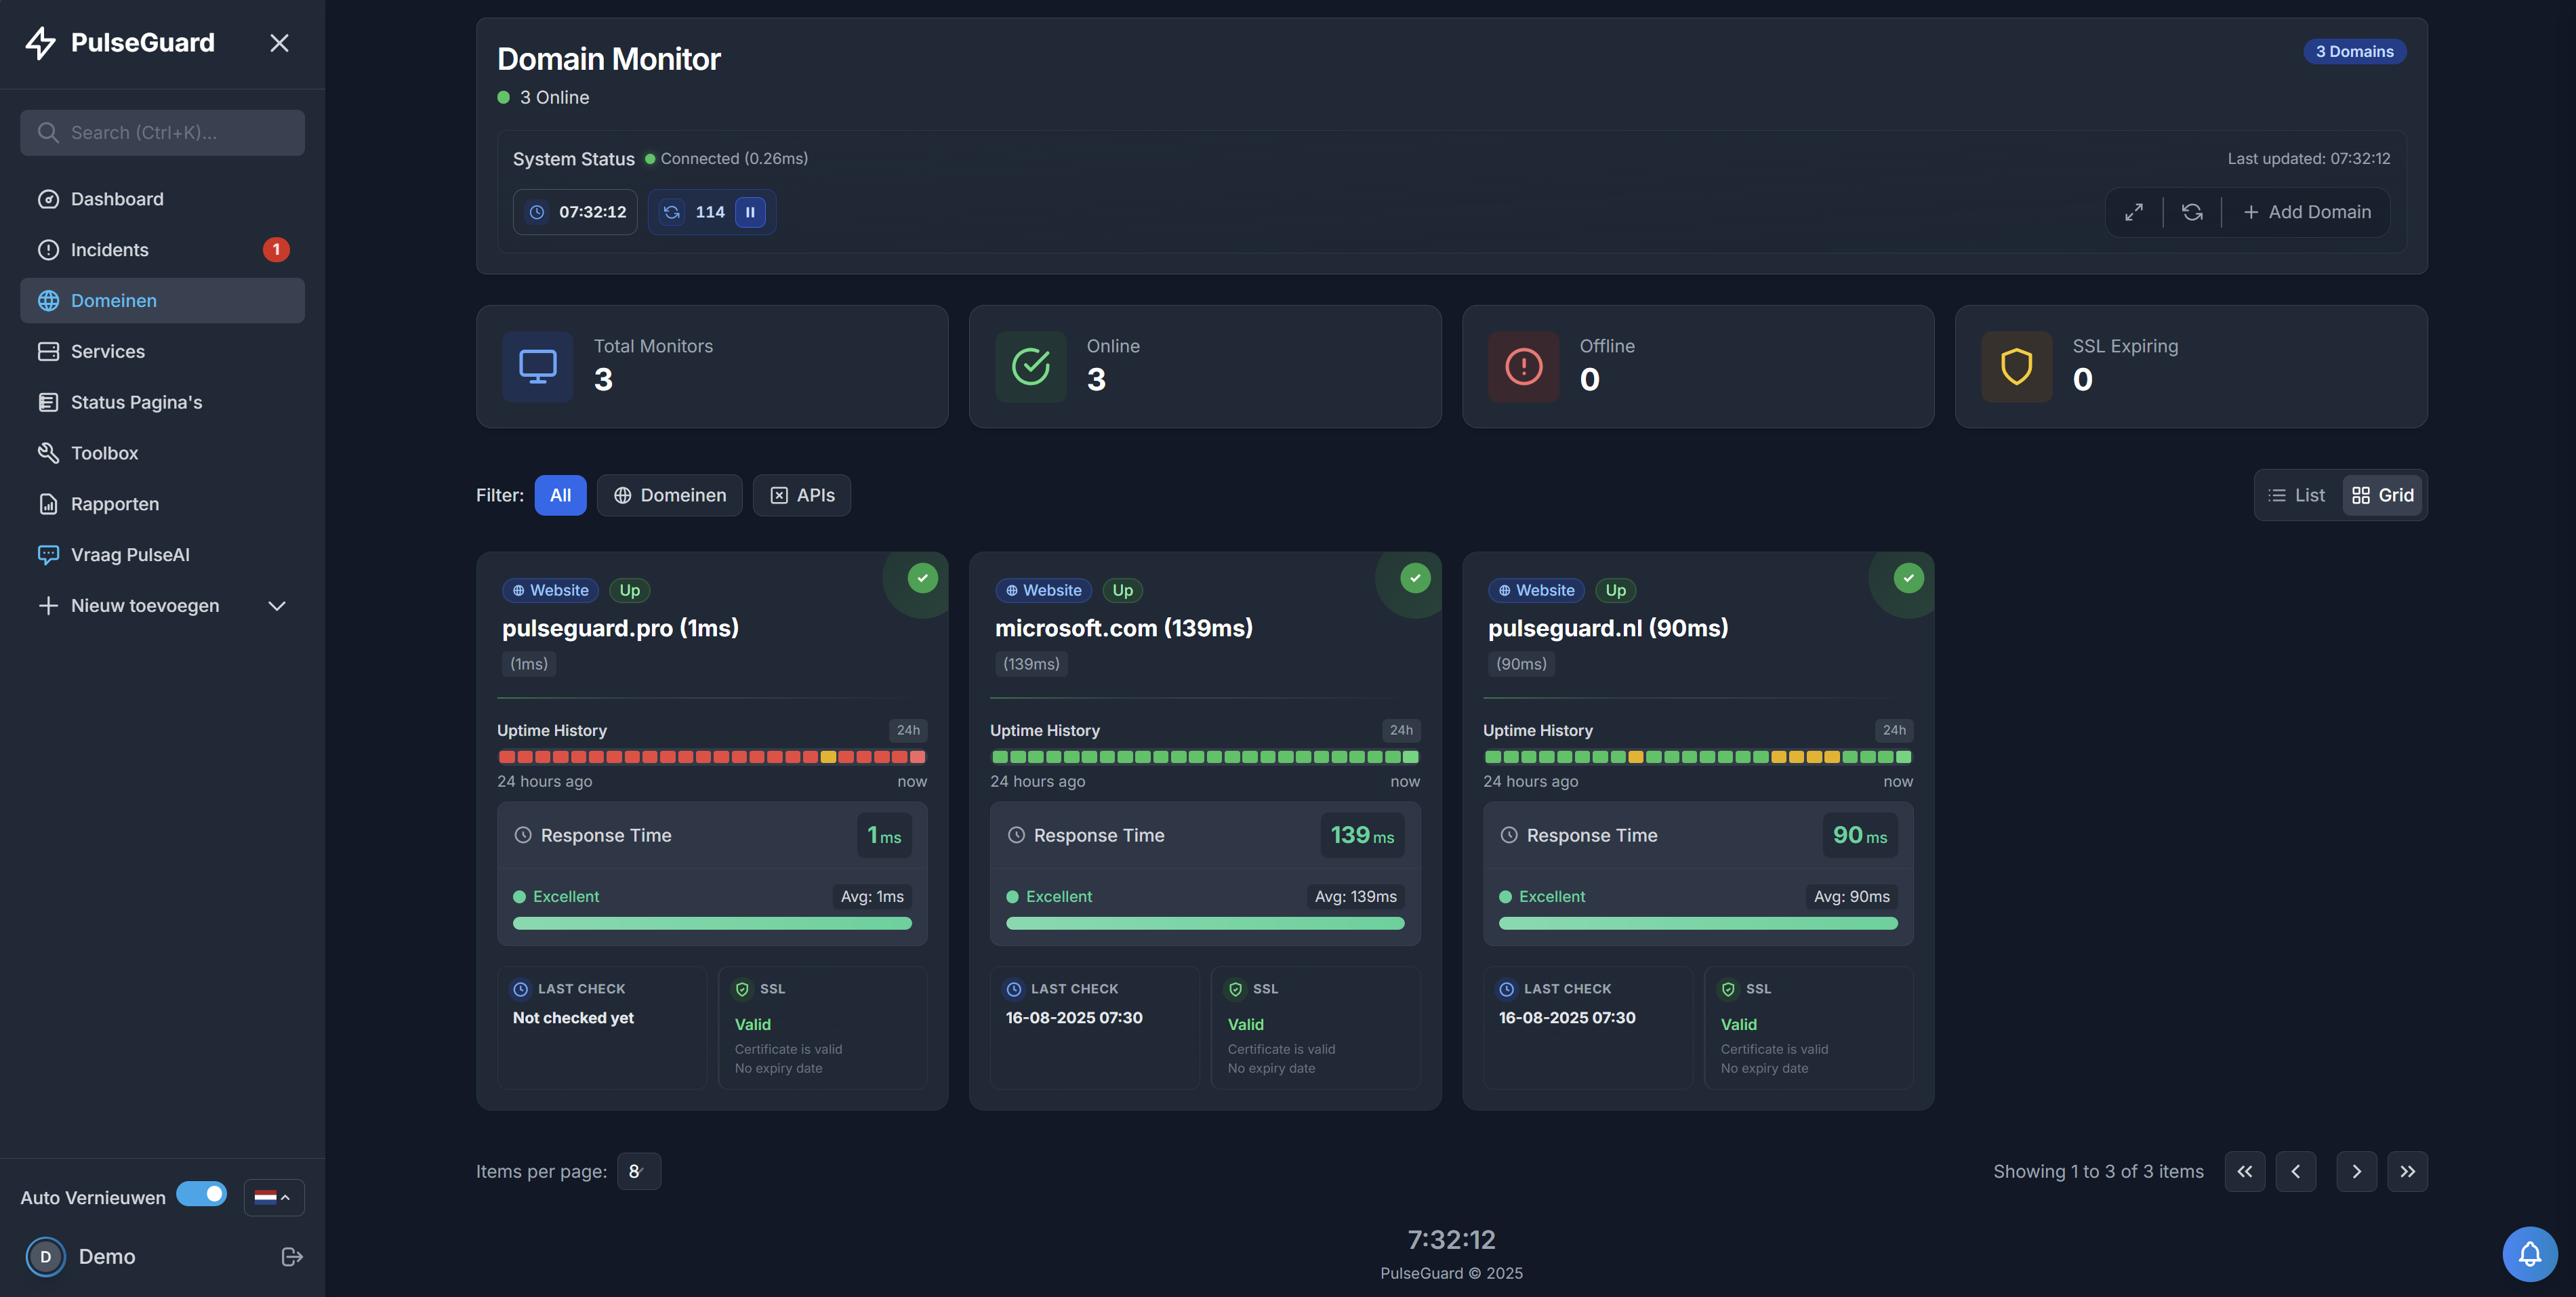 PulseGuard
Search (Ctrl+K)...
Dashboard
Incidents 1
Domeinen
Services
Status Pagina's
Toolbox
Rapporten
Vraag PulseAI
Nieuw toevoegen
Auto Vernieuwen
D Demo
Domain Monitor
3 Domains
3 Online
System Status Connected (0.26ms)
Last updated: 07:32:12
07:32:12 114
Add Domain
Total Monitors
3
Online
3
Offline
0
SSL Expiring
0
Filter: All Domeinen APIs
List Grid
Website Up
pulseguard.pro (1ms)
(1ms)
Uptime History 24h
24 hours ago now
Response Time 1 ms
Excellent Avg: 1ms
LAST CHECK
Not checked yet
SSL
Valid
Certificate is valid
No expiry date
Website Up
microsoft.com (139ms)
(139ms)
Uptime History 24h
24 hours ago now
Response Time 139 ms
Excellent Avg: 139ms
LAST CHECK
16-08-2025 07:30
SSL
Valid
Certificate is valid
No expiry date
Website Up
pulseguard.nl (90ms)
(90ms)
Uptime History 24h
24 hours ago now
Response Time 90 ms
Excellent Avg: 90ms
LAST CHECK
16-08-2025 07:30
SSL
Valid
Certificate is valid
No expiry date
Items per page: 8
Showing 1 to 3 of 3 items
7:32:12
PulseGuard © 2025